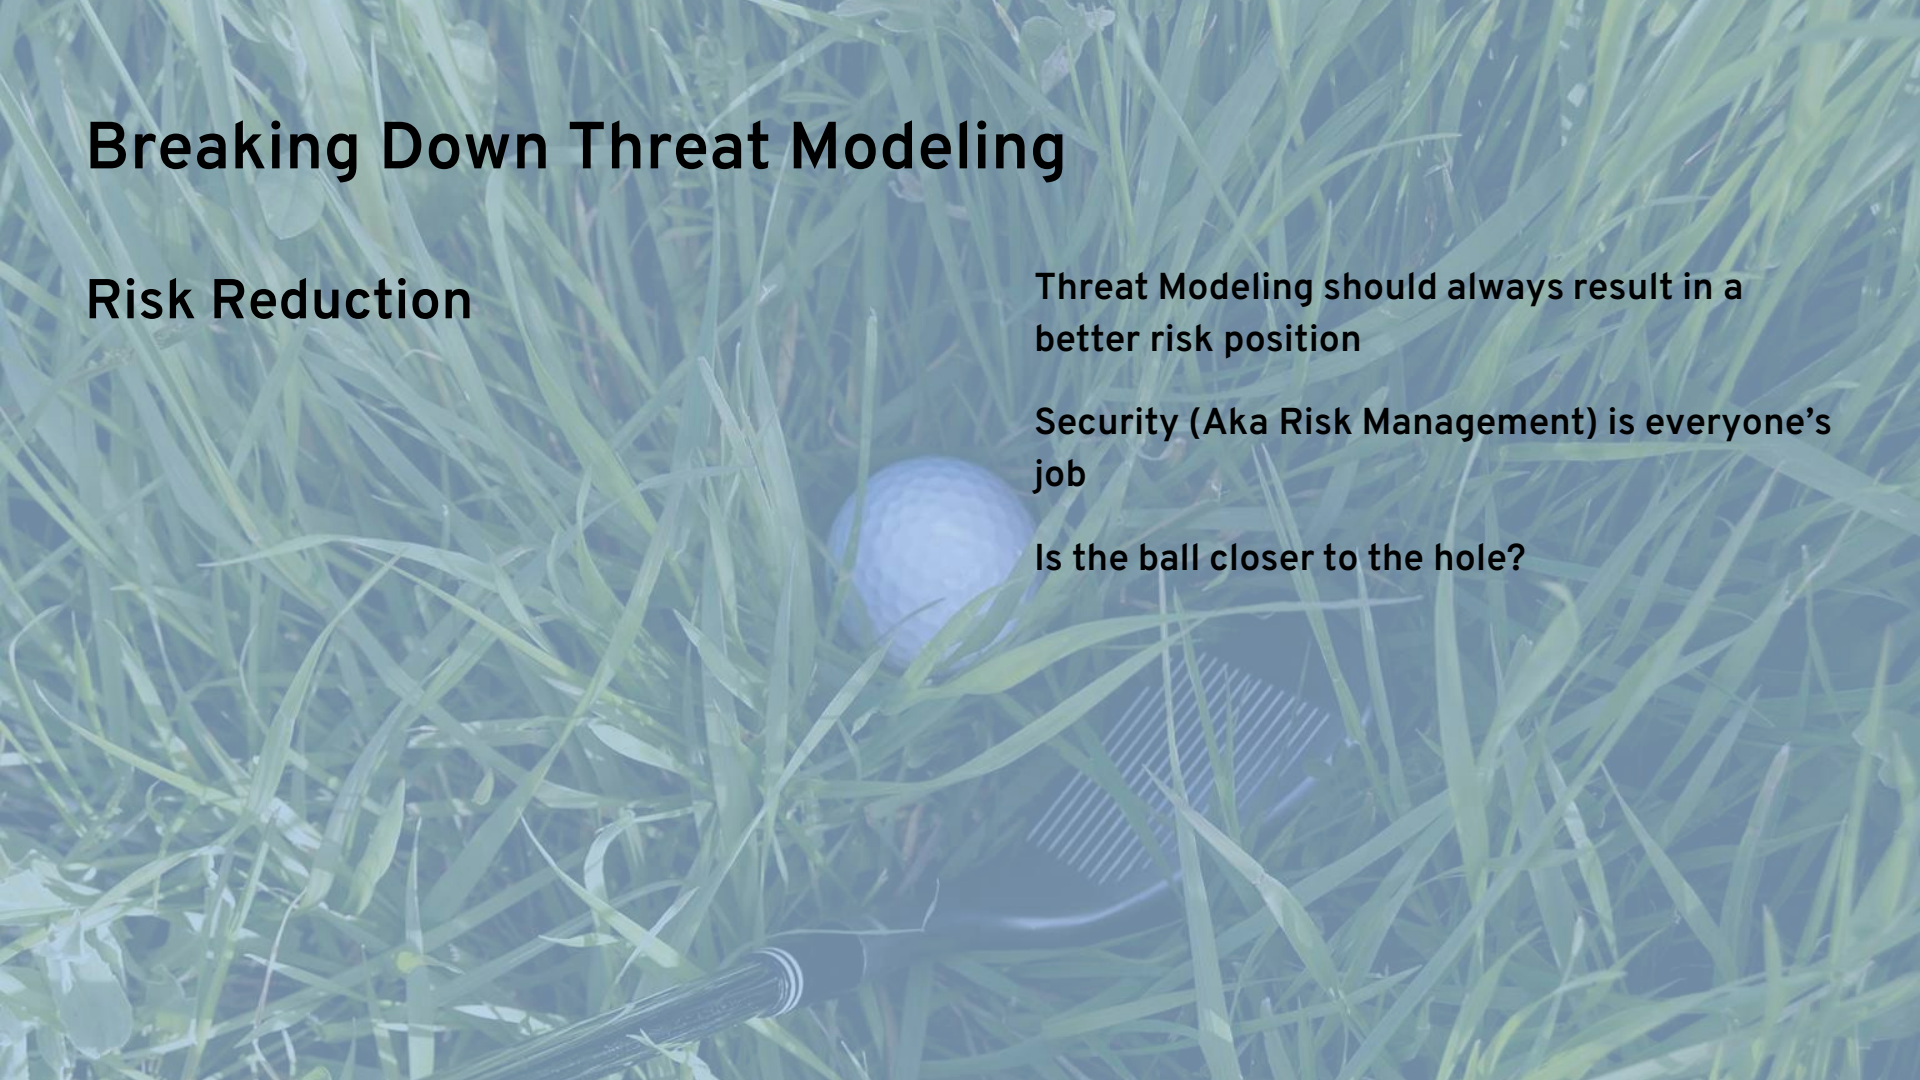 Breaking Down Threat Modeling
Risk Reduction
Threat Modeling should always result in a
better risk position
Security (Aka Risk Management) is everyone’s
job
Is the ball closer to the hole?